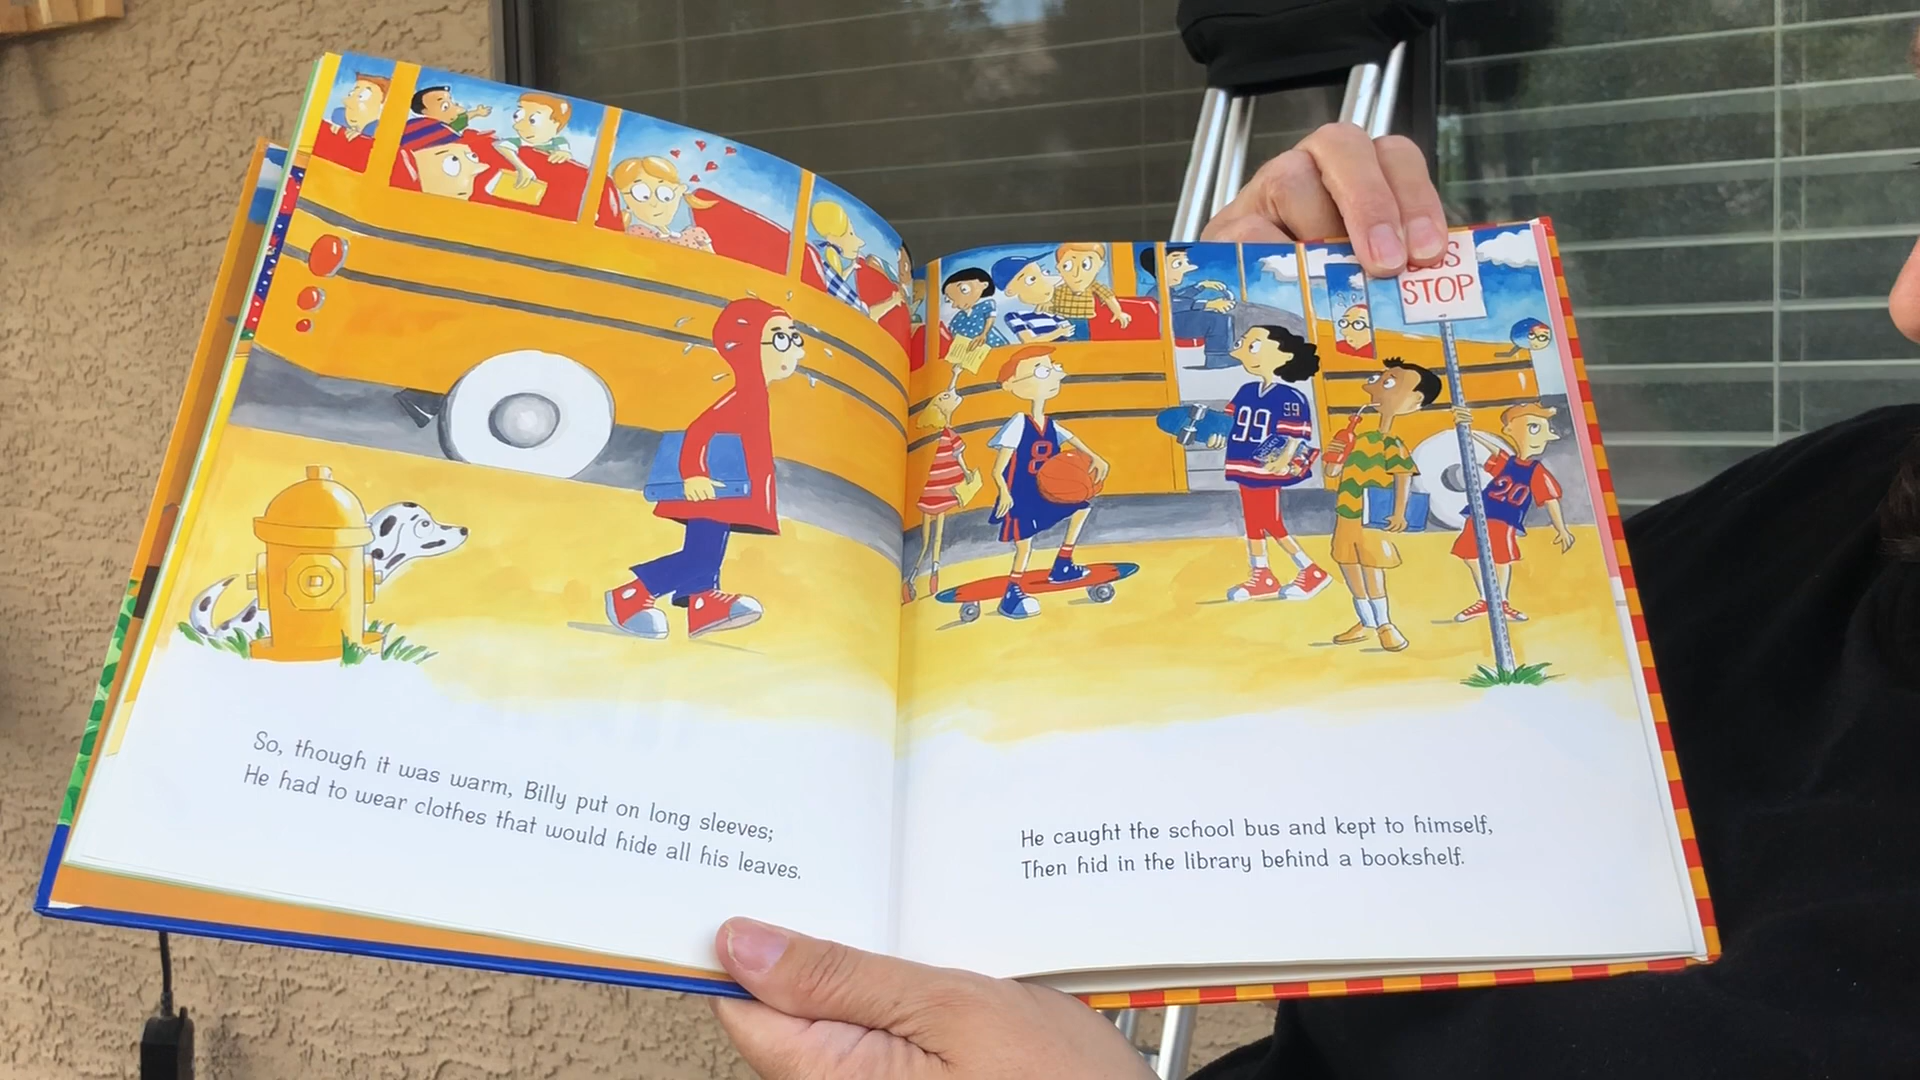 BUS
STOP
8
99
99
20
So, though it was warm, Billy put on long sleeves;
He had to wear clothes that would hide all his leaves.
He caught the school bus and kept to himself,
Then hid in the library behind a bookshelf.